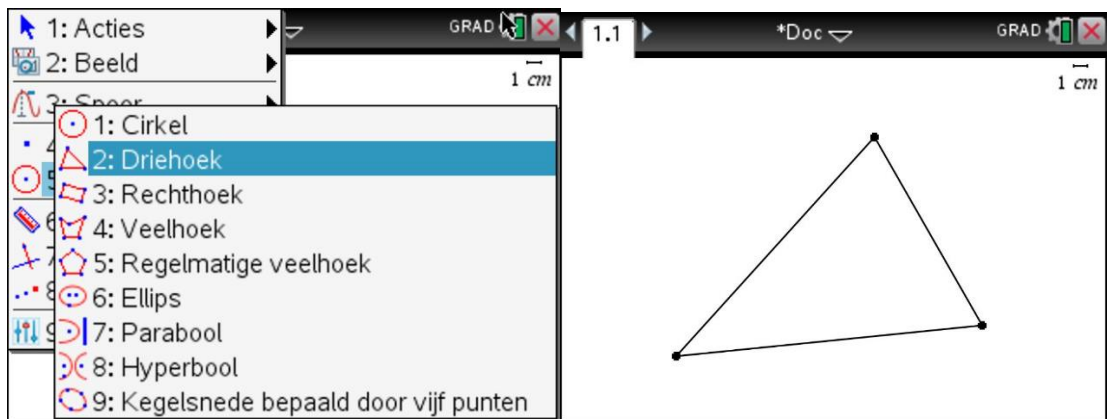 1: Acties
2: Beeld
3: Spoor
1: Cirkel
2: Driehoek
3: Rechthoek
4: Veelhoek
5: Regelmatige veelhoek
6: Ellips
7: Parabool
8: Hyperbool
9: Kegelsnede bepaald door vijf punten
GRAD
1 cm
1.1
*Doc
GRAD
1 cm